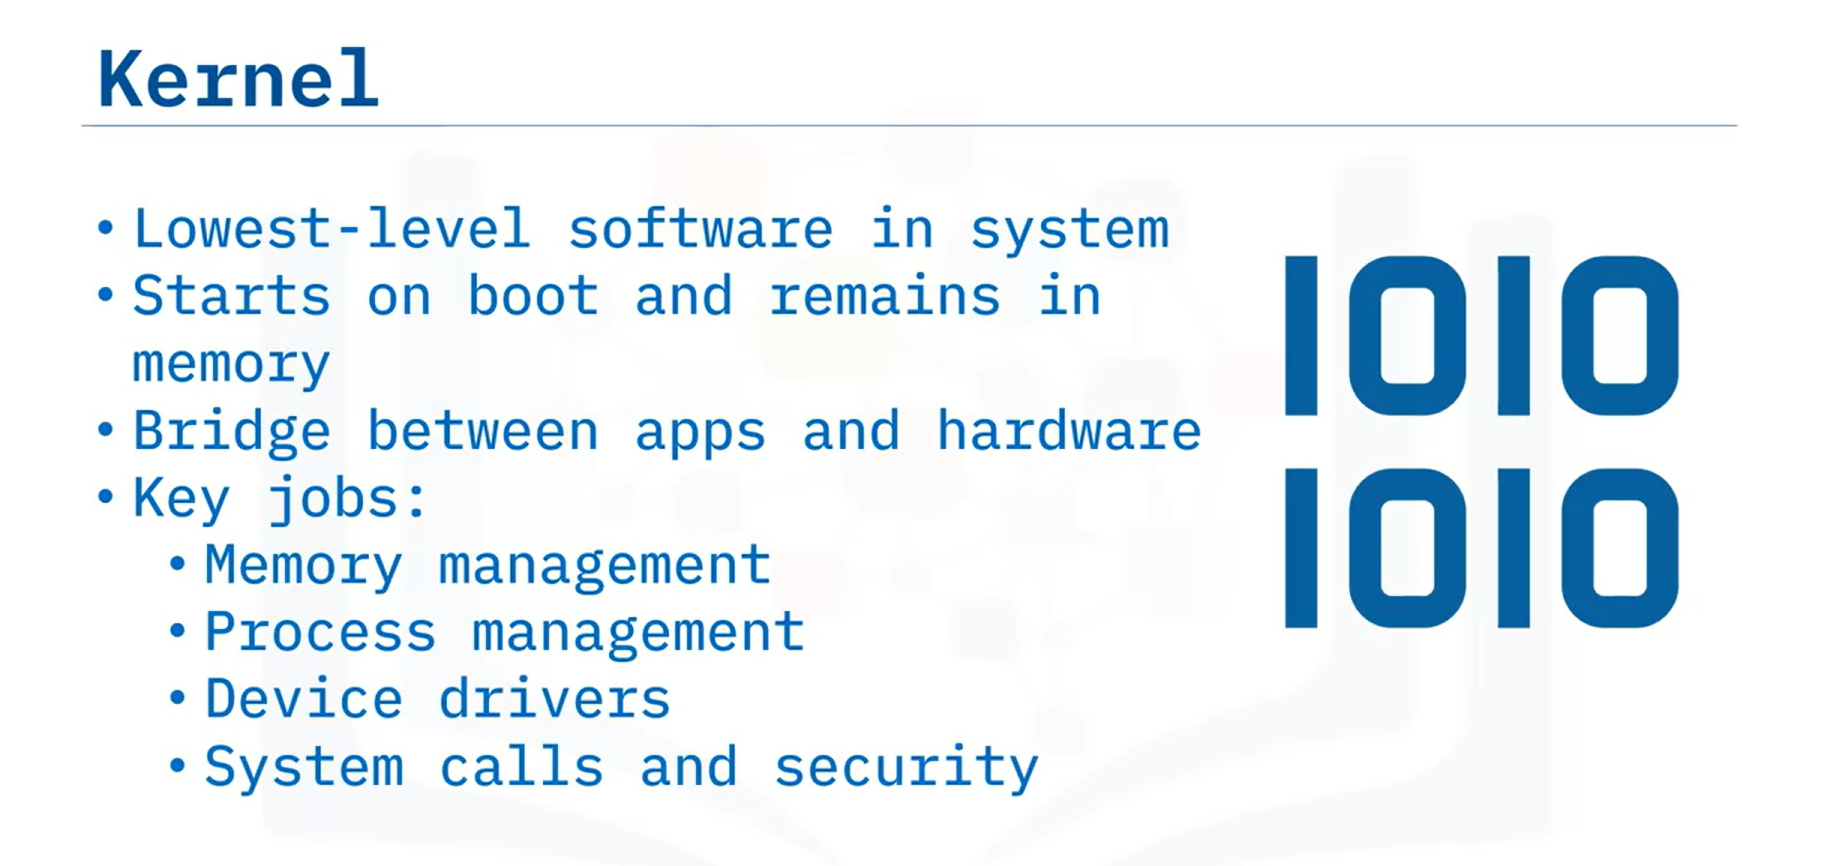 Kernel
• Lowest-level software in system
• Starts on boot and remains in
memory
• Bridge between apps and hardware
• Key jobs:
• Memory management
• Process management
• Device drivers
• System calls and security
1010
1010